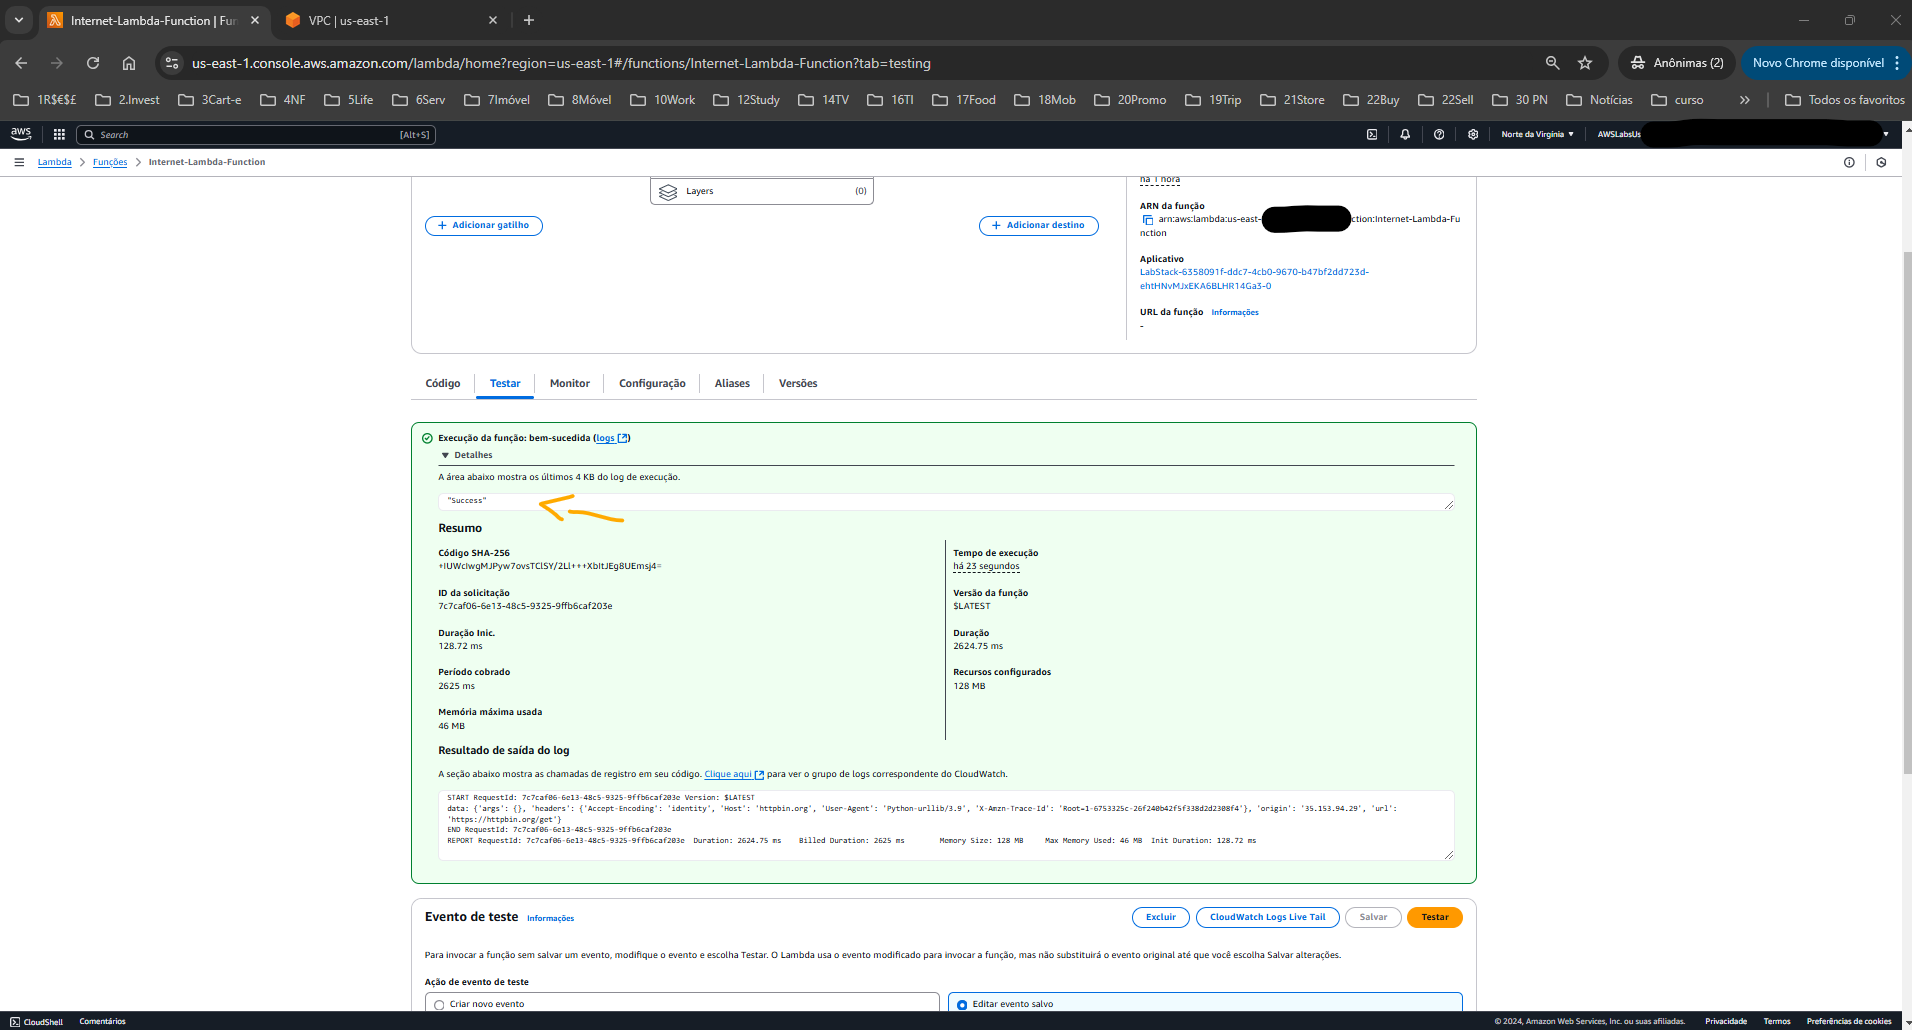 Internet-Lambda-Function | Fun
VPC | us-east-1
us-east-1.console.aws.amazon.com/lambda/home?region=us-east-1#/functions/Internet-Lambda-Function?tab=testing
Anônimas (2)
Novo Chrome disponível
1R$€$£
2.Invest
3Cart-e
4NF
5Life
6Serv
7Imóvel
8Móvel
10Work
12Study
14TV
16TI
17Food
18Mob
20Promo
19Trip
21Store
22Buy
22Sell
30 PN
Notícias
curso
Todos os favoritos
aws
Search
[Alt+S]
Norte da Virgínia
AWSLabsUs
Lambda
Funções
Internet-Lambda-Function
Layers
(0)
há 1 hora
Adicionar gatilho
Adicionar destino
ARN da função
arn:aws:lambda:us-east-
ction:Internet-Lambda-Fu
nction
Aplicativo
LabStack-6358091f-ddc7-4cb0-9670-b47bf2dd723d-
ehtHNvMJxEKA6BLHR14Ga3-0
URL da função Informações
-
Código
Testar
Monitor
Configuração
Aliases
Versões
Execução da função: bem-sucedida (logs)
Detalhes
A área abaixo mostra os últimos 4 KB do log de execução.
"Success"
Resumo
Código SHA-256
+IUWcIwgMJPyw7ovsTClSY/2Ll+++XbItJEg8UEmsj4=
Tempo de execução
há 23 segundos
ID da solicitação
7c7caf06-6e13-48c5-9325-9ffb6caf203e
Versão da função
$LATEST
Duração Inic.
128.72 ms
Duração
2624.75 ms
Período cobrado
2625 ms
Recursos configurados
128 MB
Memória máxima usada
46 MB
Resultado de saída do log
A seção abaixo mostra as chamadas de registro em seu código. Clique aqui para ver o grupo de logs correspondente do CloudWatch.
START RequestId: 7c7caf06-6e13-48c5-9325-9ffb6caf203e Version: $LATEST
data: {'args': {}, 'headers': {'Accept-Encoding': 'identity', 'Host': 'httpbin.org', 'User-Agent': 'Python-urllib/3.9', 'X-Amzn-Trace-Id': 'Root=1-6753325c-26f240b42f5f338d2d2308f4'}, 'origin': '35.153.94.29', 'url':
'https://httpbin.org/get'}
END RequestId: 7c7caf06-6e13-48c5-9325-9ffb6caf203e
REPORT RequestId: 7c7caf06-6e13-48c5-9325-9ffb6caf203e Duration: 2624.75 ms Billed Duration: 2625 ms Memory Size: 128 MB Max Memory Used: 46 MB Init Duration: 128.72 ms
Evento de teste Informações
Excluir
CloudWatch Logs Live Tail
Salvar
Testar
Para invocar a função sem salvar um evento, modifique o evento e escolha Testar. O Lambda usa o evento modificado para invocar a função, mas não substituirá o evento original até que você escolha Salvar alterações.
Ação de evento de teste
Criar novo evento
Editar evento salvo
CloudShell
Comentários
© 2024, Amazon Web Services, Inc. ou suas afiliadas.
Privacidade
Termos
Preferências de cookies